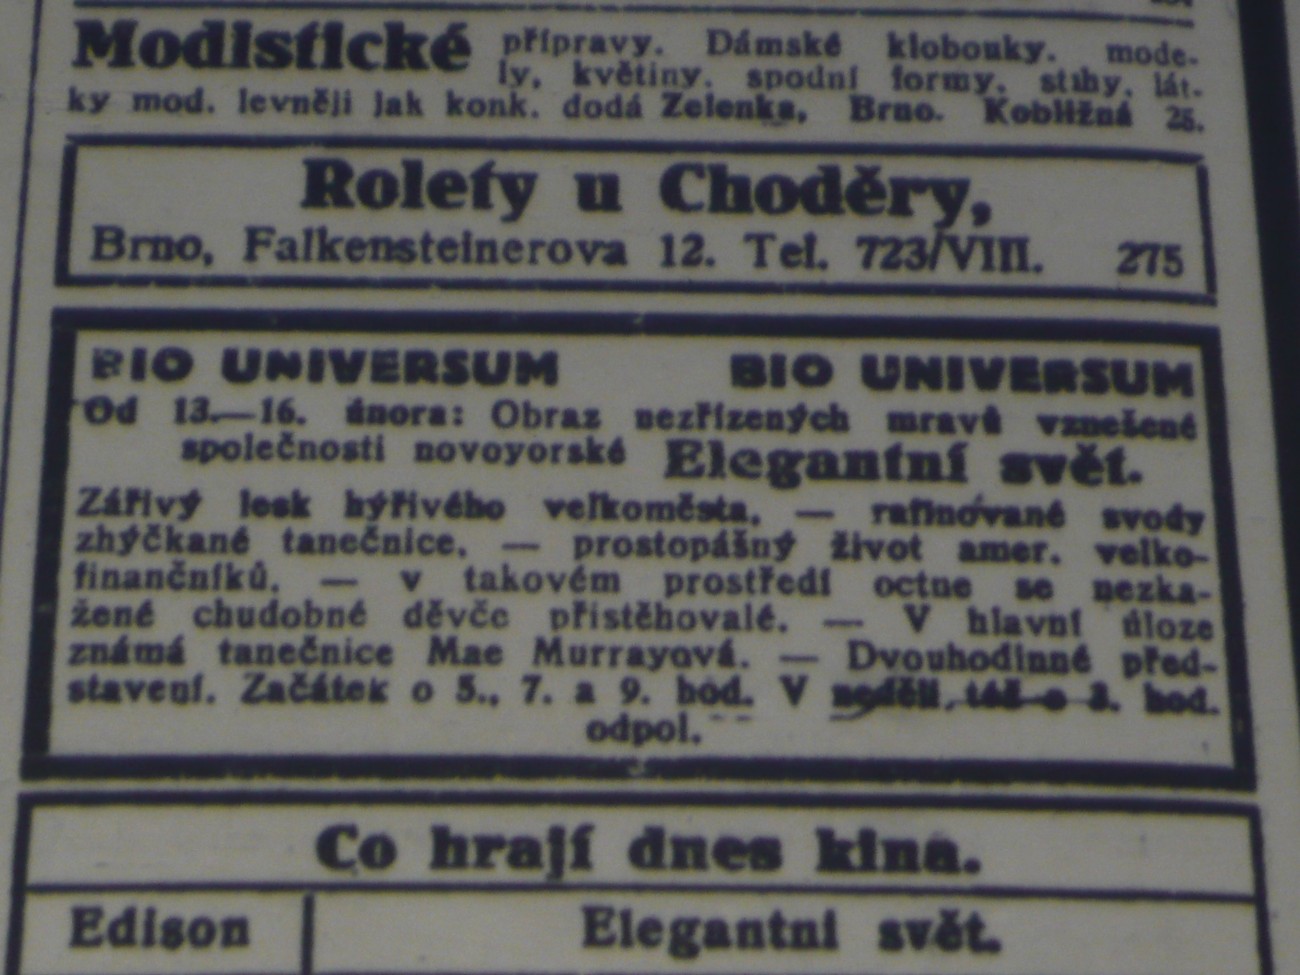 Modistické přípravy. Dámské klobouky. mode-
ly, květiny. spodní formy. stuhy, lát-
ky mod. levněji jak konk. dodá Zelenka, Brno. Kobližná 25.
Rolety u Choděry,
Brno, Falkensteinerova 12. Tel. 723/VIII. 275
BIO UNIVERSUM BIO UNIVERSUM
Od 13.—16. února: Obraz nezřízených mravů vznešené
společnosti novoyorské Elegantní svět.
Zářivý lesk hýřivého velkoměsta, — rafinované svody
zhýčkané tanečnice, — prostopášný život amer. velko-
finančníků, — v takovém prostředí octne se nezka-
žené chudobné děvče přistěhovalé. — V hlavní úloze
známá tanečnice Mae Murrayová. — Dvouhodinné před-
stavení. Začátek o 5., 7. a 9. hod. V neděli, též o 3. hod.
odpol.
Co hrají dnes kina.
Edison Elegantní svět.